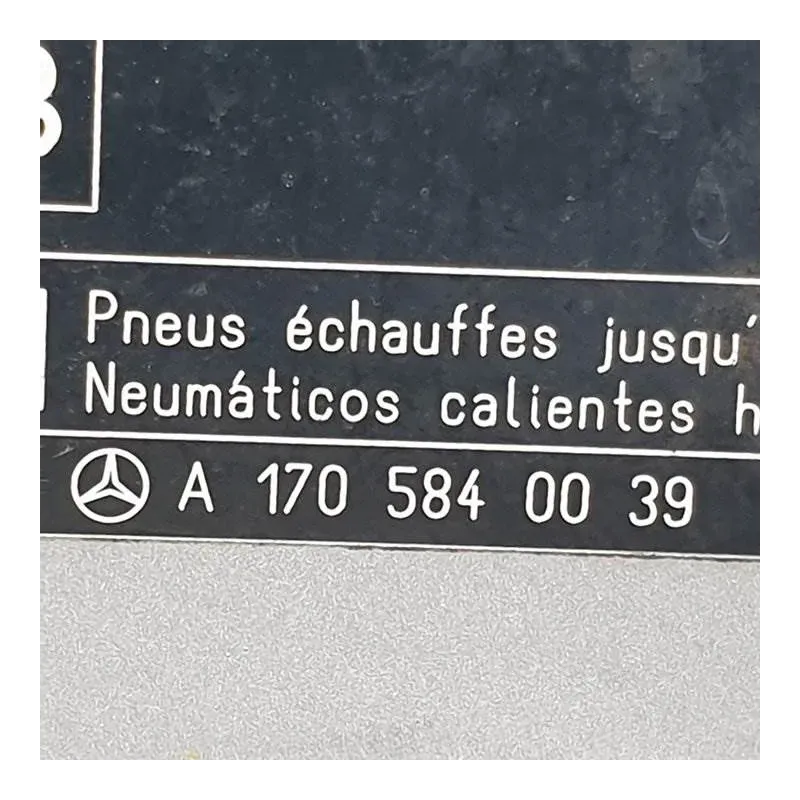 Pneus échauffes jusqu'
Neumáticos calientes h
A 170 584 00 39